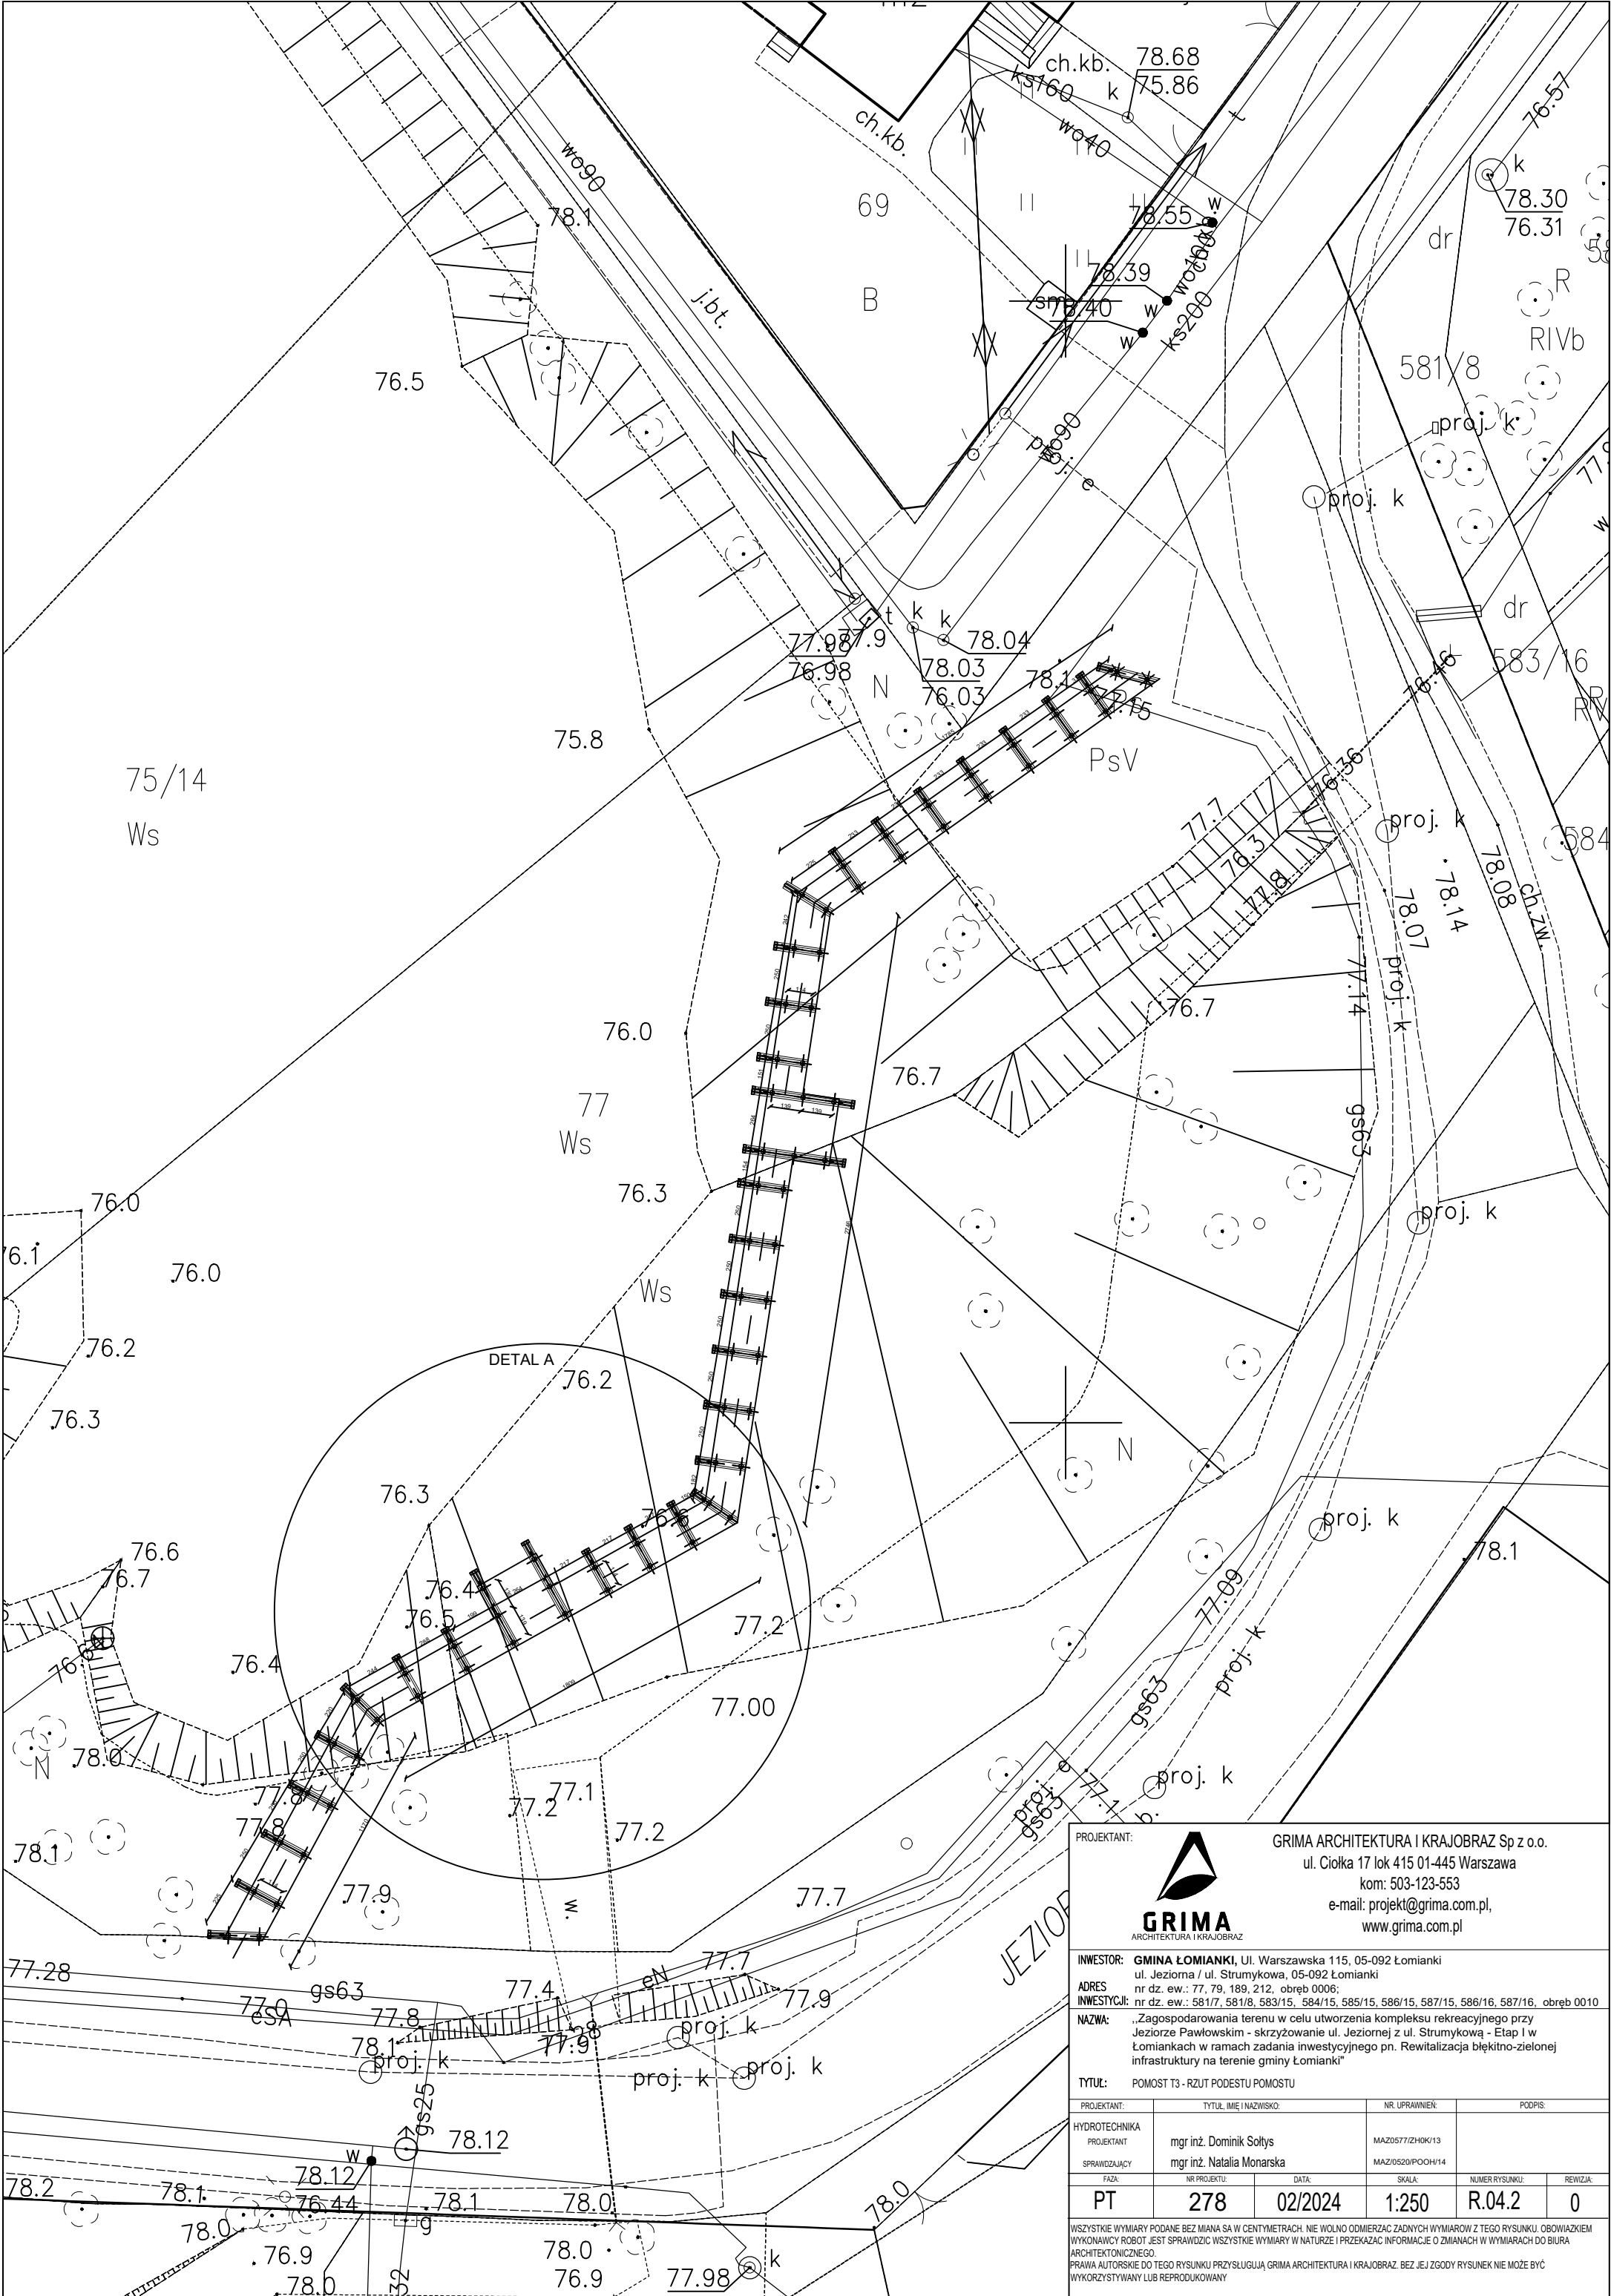 ch.kb.
78.68
75.86
ks160
k
wo40
t
76.57
k
78.30
76.31
ch.kb.
wo90
69
78.1
w
78.55
dr
R
RIVb
j.bt.
B
78.39
78.40
w
w
ks200
581/8
76.5
proj. k
wo90
proj. e
proj. k
dr
t
k
k
77.98
76.98
77.9
78.04
78.03
76.03
N
78.1
583/16
76.46
75.8
PsV
75/14
Ws
76.36
77.7
76.3
77.8
proj. k
78.14
78.08
ch.zw.
78.07
584
77.14
proj. k
76.7
76.0
76.7
77
Ws
gs63
76.3
76.0
proj. k
76.1
76.0
Ws
76.2
DETAL A
76.2
76.3
N
76.3
76.6
proj. k
78.1
76.6
76.7
76.4
76.5
77.2
77.09
76.4
proj. k
77.00
gs63
N
78.0
77.8
77.1
77.2
proj. e
77.1
proj. k
gs63
b.
77.8
77.2
78.1
77.9
77.7
w.
77.28
gs63
77.4
eN
77.7
77.0
eSA
77.8
77.9
78.1
77.9
proj. k
proj. k
proj. k
proj. k
gs25
w
78.12
78.12
76.44
78.2
78.1
78.1
g
78.0
78.0
78.0
76.9
78.0
76.9
k
77.98
78.0
32
PROJEKTANT:
GRIMA
ARCHITEKTURA I KRAJOBRAZ
GRIMA ARCHITEKTURA I KRAJOBRAZ Sp z o.o.
ul. Ciołka 17 lok 415 01-445 Warszawa
kom: 503-123-553
e-mail: projekt@grima.com.pl,
www.grima.com.pl
INWESTOR: GMINA ŁOMIANKI, Ul. Warszawska 115, 05-092 Łomianki
ul. Jeziorna / ul. Strumykowa, 05-092 Łomianki
ADRES nr dz. ew.: 77, 79, 189, 212, obręb 0006;
INWESTYCJI: nr dz. ew.: 581/7, 581/8, 583/15, 584/15, 585/15, 586/15, 587/15, 586/16, 587/16, obręb 0010
NAZWA: ,,Zagospodarowania terenu w celu utworzenia kompleksu rekreacyjnego przy
Jeziorze Pawłowskim - skrzyżowanie ul. Jeziornej z ul. Strumykową - Etap I w
Łomiankach w ramach zadania inwestycyjnego pn. Rewitalizacja błękitno-zielonej
infrastruktury na terenie gminy Łomianki"
TYTUŁ: POMOST T3 - RZUT PODESTU POMOSTU
PROJEKTANT: TYTUŁ, IMIĘ I NAZWISKO: NR. UPRAWNIEŃ: PODPIS:
HYDROTECHNIKA
PROJEKTANT mgr inż. Dominik Sołtys MAZ0577/ZH0K/13
SPRAWDZAJĄCY mgr inż. Natalia Monarska MAZ/0520/POOH/14
FAZA: NR PROJEKTU: DATA: SKALA: NUMER RYSUNKU: REWIZJA:
PT 278 02/2024 1:250 R.04.2 0
WSZYSTKIE WYMIARY PODANE BEZ MIANA SĄ W CENTYMETRACH. NIE WOLNO ODMIERZAĆ ŻADNYCH WYMIARÓW Z TEGO RYSUNKU. OBOWIĄZKIEM
WYKONAWCY ROBÓT JEST SPRAWDZIĆ WSZYSTKIE WYMIARY W NATURZE I PRZEKAZAĆ INFORMACJE O ZMIANACH W WYMIARACH DO BIURA
ARCHITEKTONICZNEGO.
PRAWA AUTORSKIE DO TEGO RYSUNKU PRZYSŁUGUJĄ GRIMA ARCHITEKTURA I KRAJOBRAZ. BEZ JEJ ZGODY RYSUNEK NIE MOŻE BYĆ
WYKORZYSTYWANY LUB REPRODUKOWANY